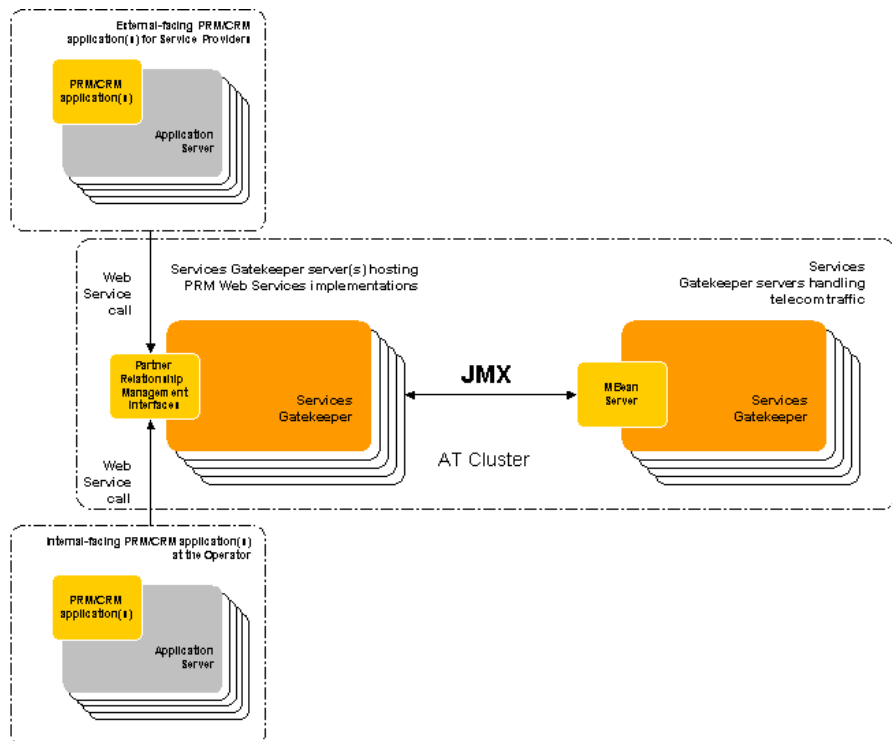 External-facing PRM/CRM
application(s) for Service Providers
PRM/CRM
application(s)
Application
Server
Web
Service
call
Services Gatekeeper server(s) hosting
PRM Web Services implementations
Services
Gatekeeper servers handling
telecom traffic
Partner
Relationship
Management
Interfaces
Services
Gatekeeper
JMX
MBean
Server
Services
Gatekeeper
AT Cluster
Web
Service
call
Internal-facing PRM/CRM application(s)
at the Operator
PRM/CRM
application(s)
Application
Server